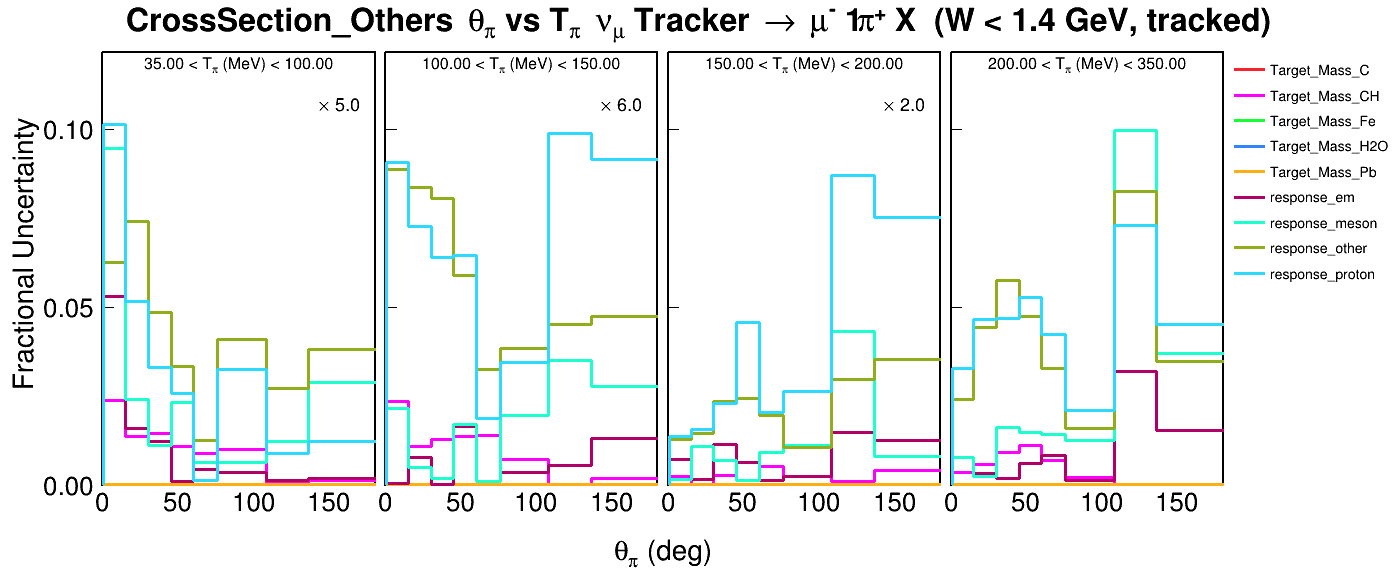 CrossSection_Others θπ vs Tπ νμ Tracker → μ- 1π+ X (W < 1.4 GeV, tracked)
35.00 < Tπ (MeV) < 100.00
100.00 < Tπ (MeV) < 150.00
150.00 < Tπ (MeV) < 200.00
200.00 < Tπ (MeV) < 350.00
× 5.0
× 6.0
× 2.0
Target_Mass_C
Target_Mass_CH
Target_Mass_Fe
Target_Mass_H2O
Target_Mass_Pb
response_em
response_meson
response_other
response_proton
Fractional Uncertainty
0.10
0.05
0.00
0 50 100 150
0 50 100 150
0 50 100 150
0 50 100 150
θπ (deg)